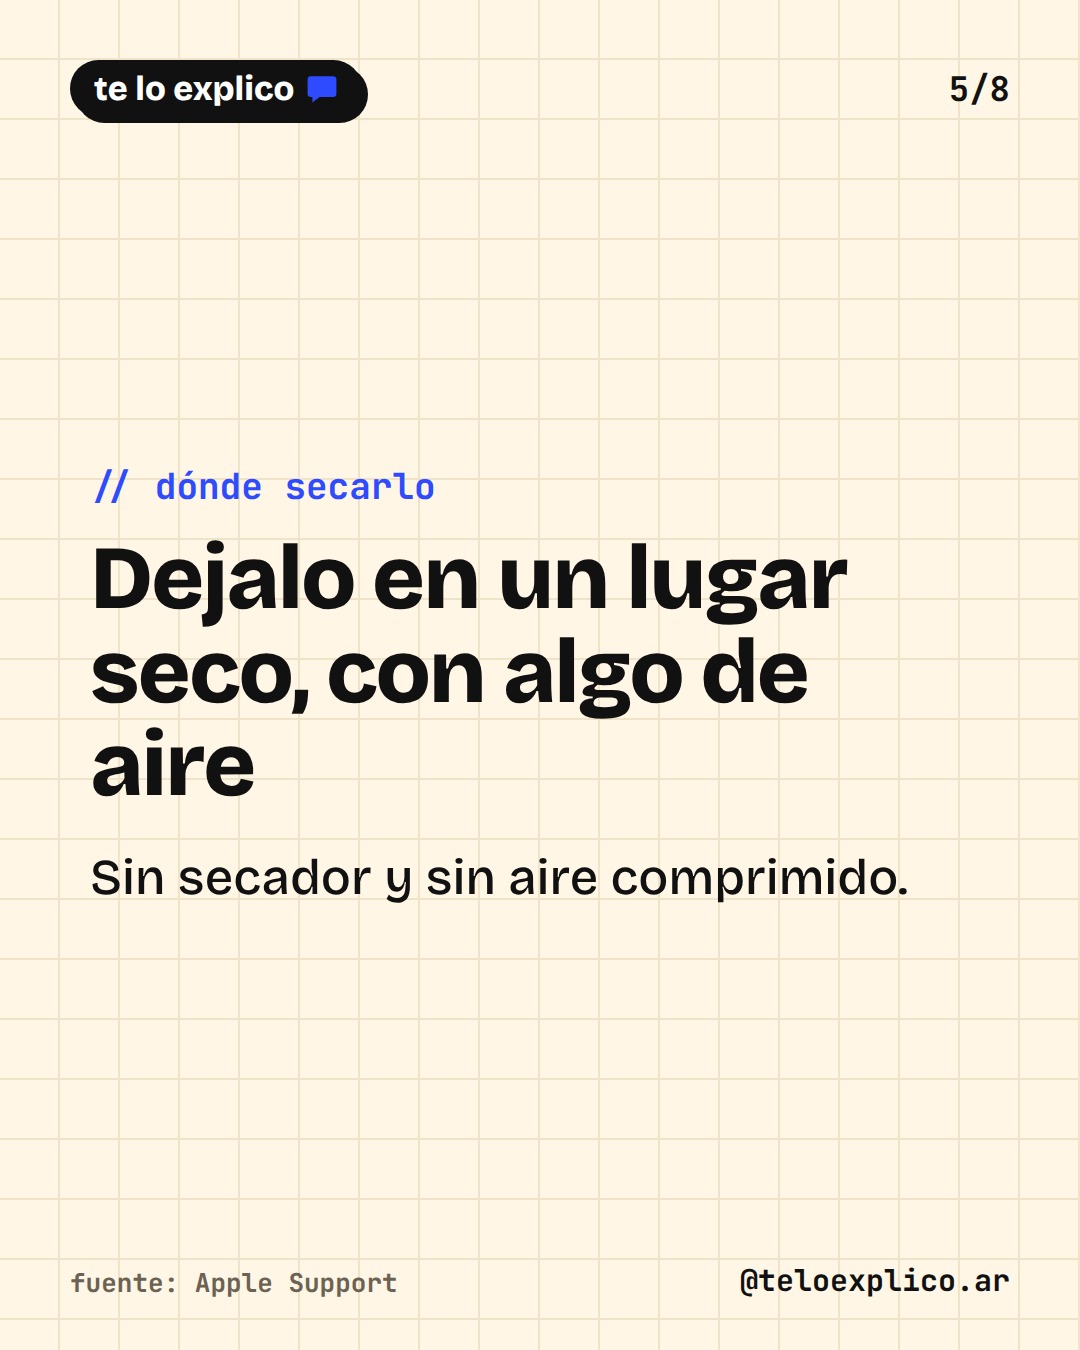 te lo explico
5/8
// dónde secarlo
Dejalo en un lugar
seco, con algo de
aire
Sin secador y sin aire comprimido.
fuente: Apple Support
@teloexplico.ar